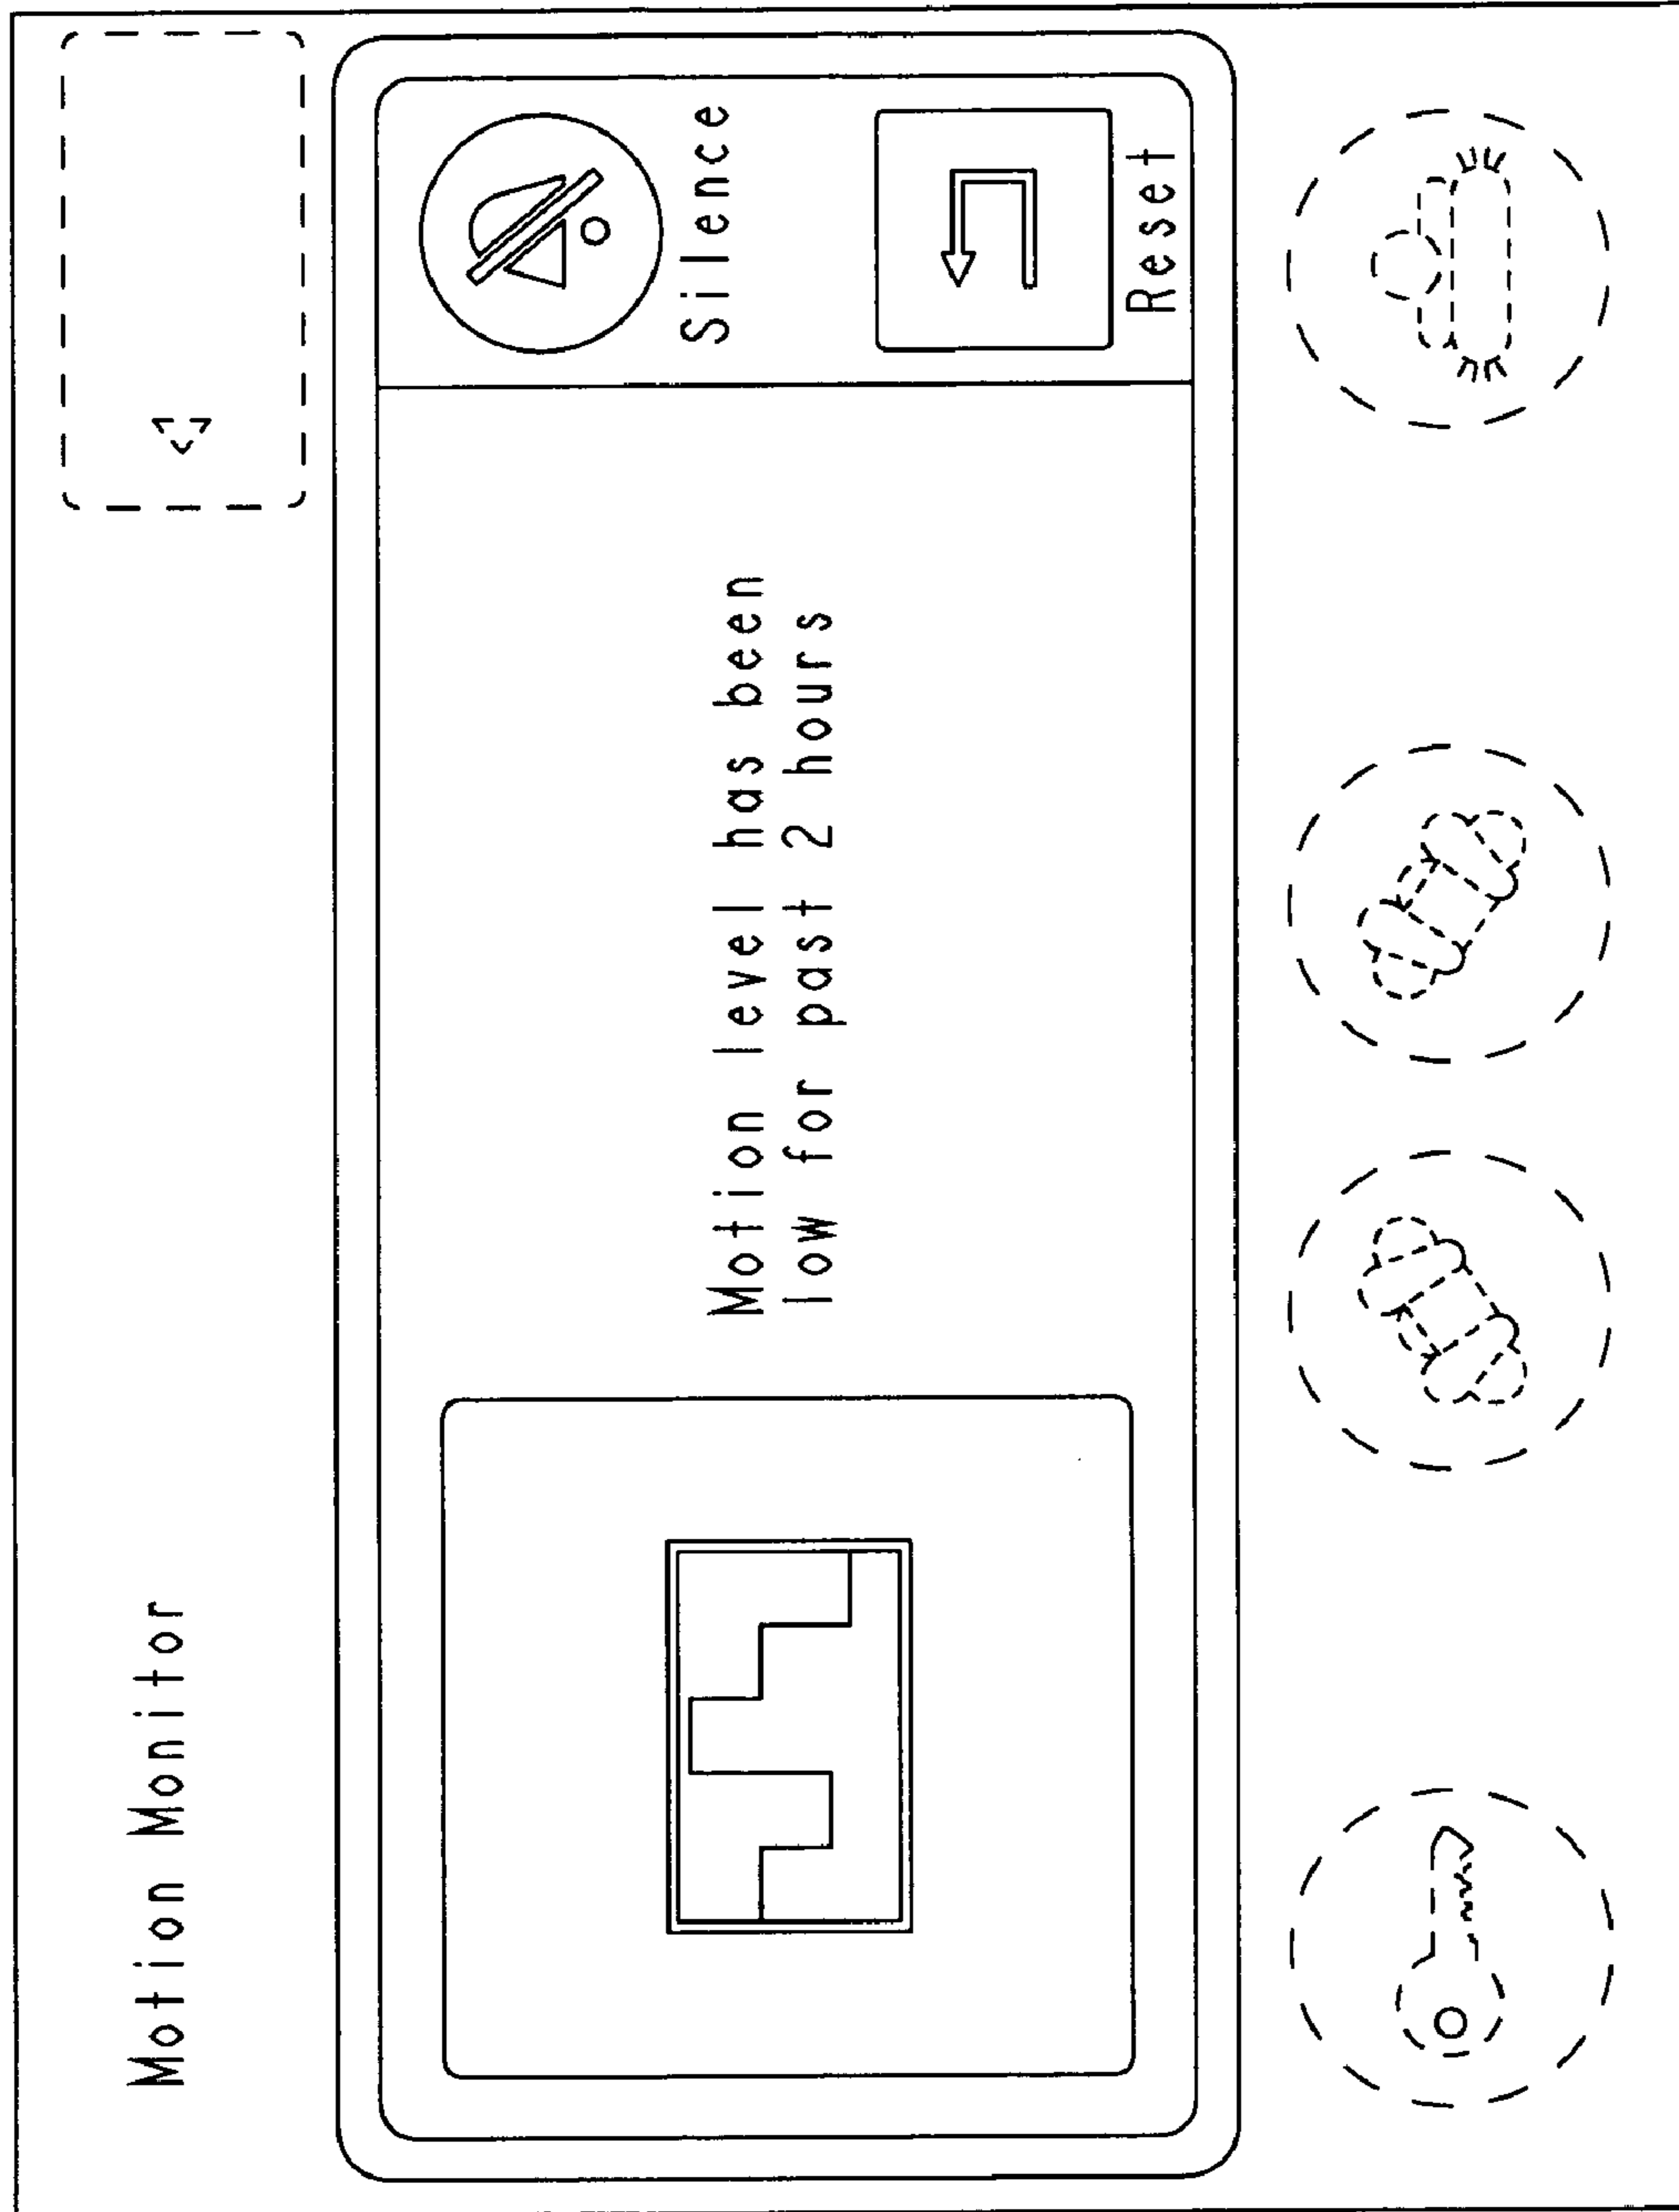 Motion Monitor
Motion level has been
low for past 2 hours
Silence
Reset